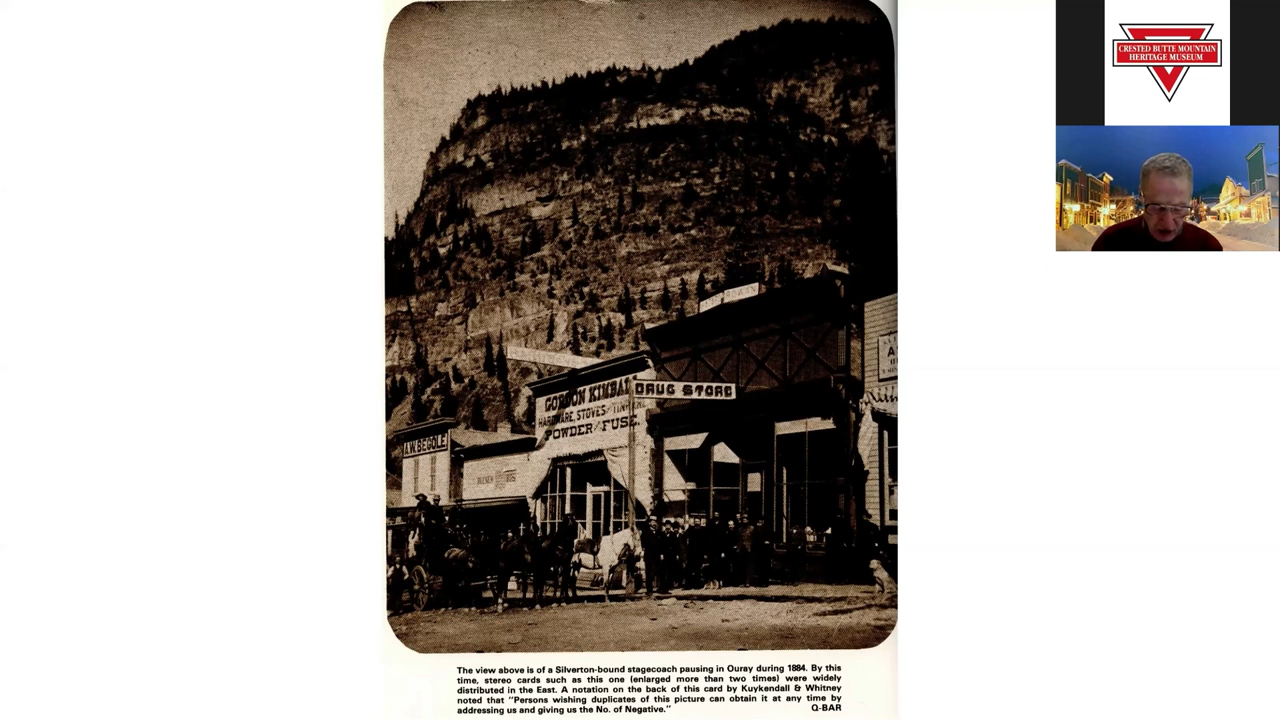 CRESTED BUTTE MOUNTAIN
HERITAGE MUSEUM
DRUG STORE
GORDON KIMBAL
HARDWARE, STOVES
POWDER AND FUSE.
A.W. BEGOLE
The view above is of a Silverton-bound stagecoach pausing in Ouray during 1884. By this
time, stereo cards such as this one (enlarged more than two times) were widely
distributed in the East. A notation on the back of this card by Kuykendall & Whitney
noted that "Persons wishing duplicates of this picture can obtain it at any time by
addressing us and giving us the No. of Negative."
Q-BAR